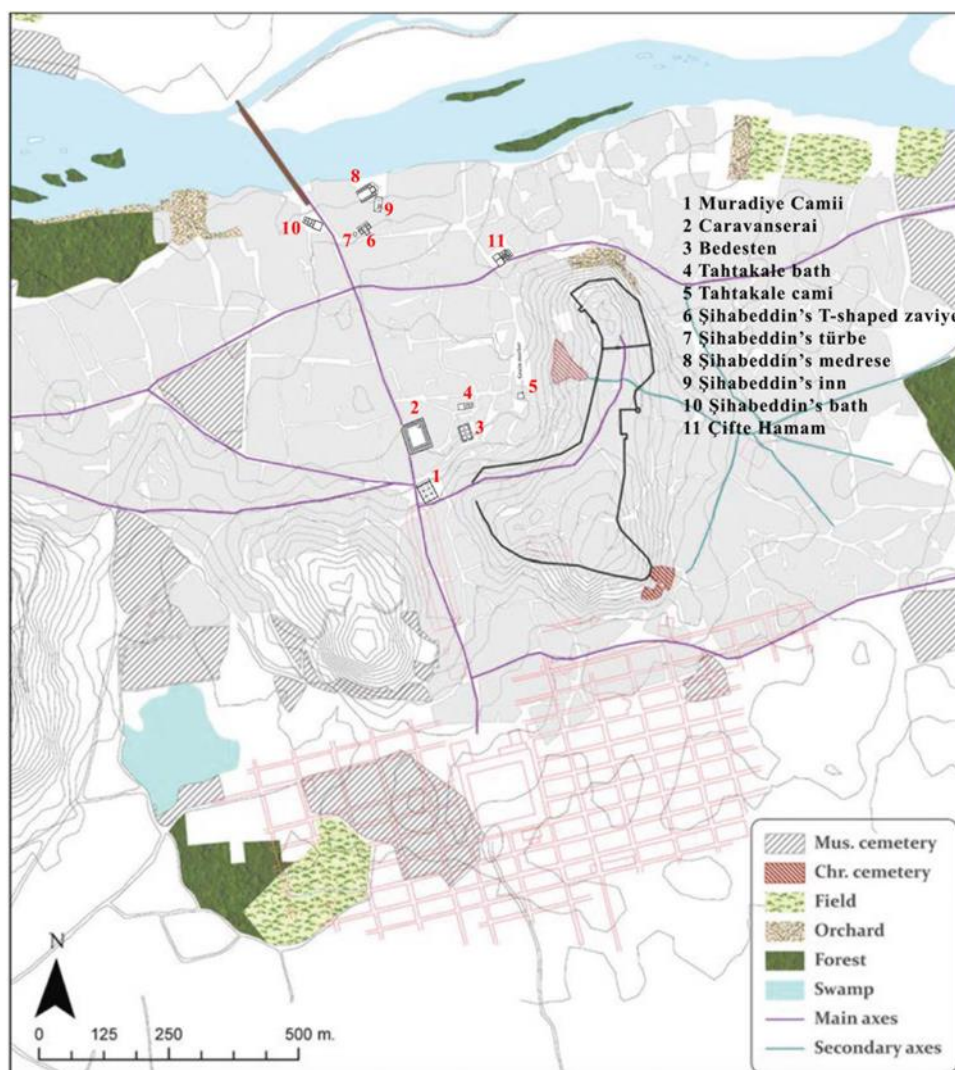 8
9
10
7
6
11
1 Muradiye Camii
2 Caravanserai
3 Bedesten
4 Tahtakale bath
5 Tahtakale cami
6 Şihabeddin's T-shaped zaviye
7 Şihabeddin's türbe
8 Şihabeddin's medrese
9 Şihabeddin's inn
10 Şihabeddin's bath
11 Çifte Hamam
5
4
2
3
1
Mus. cemetery
Chr. cemetery
Field
Orchard
Forest
Swamp
Main axes
Secondary axes
N
0 125 250 500 m.